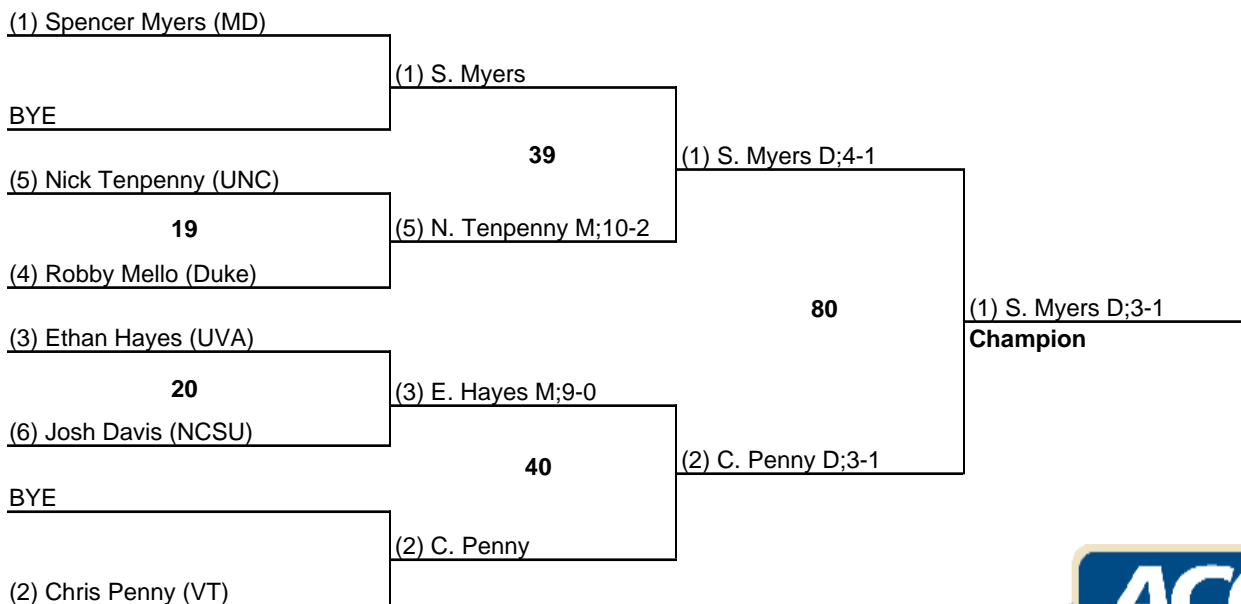 (1) Spencer Myers (MD)
(1) S. Myers
BYE
39
(1) S. Myers D;4-1
(5) Nick Tenpenny (UNC)
19
(5) N. Tenpenny M;10-2
(4) Robby Mello (Duke)
80
(1) S. Myers D;3-1
Champion
(3) Ethan Hayes (UVA)
20
(3) E. Hayes M;9-0
(6) Josh Davis (NCSU)
40
(2) C. Penny D;3-1
BYE
(2) C. Penny
(2) Chris Penny (VT)
ACC